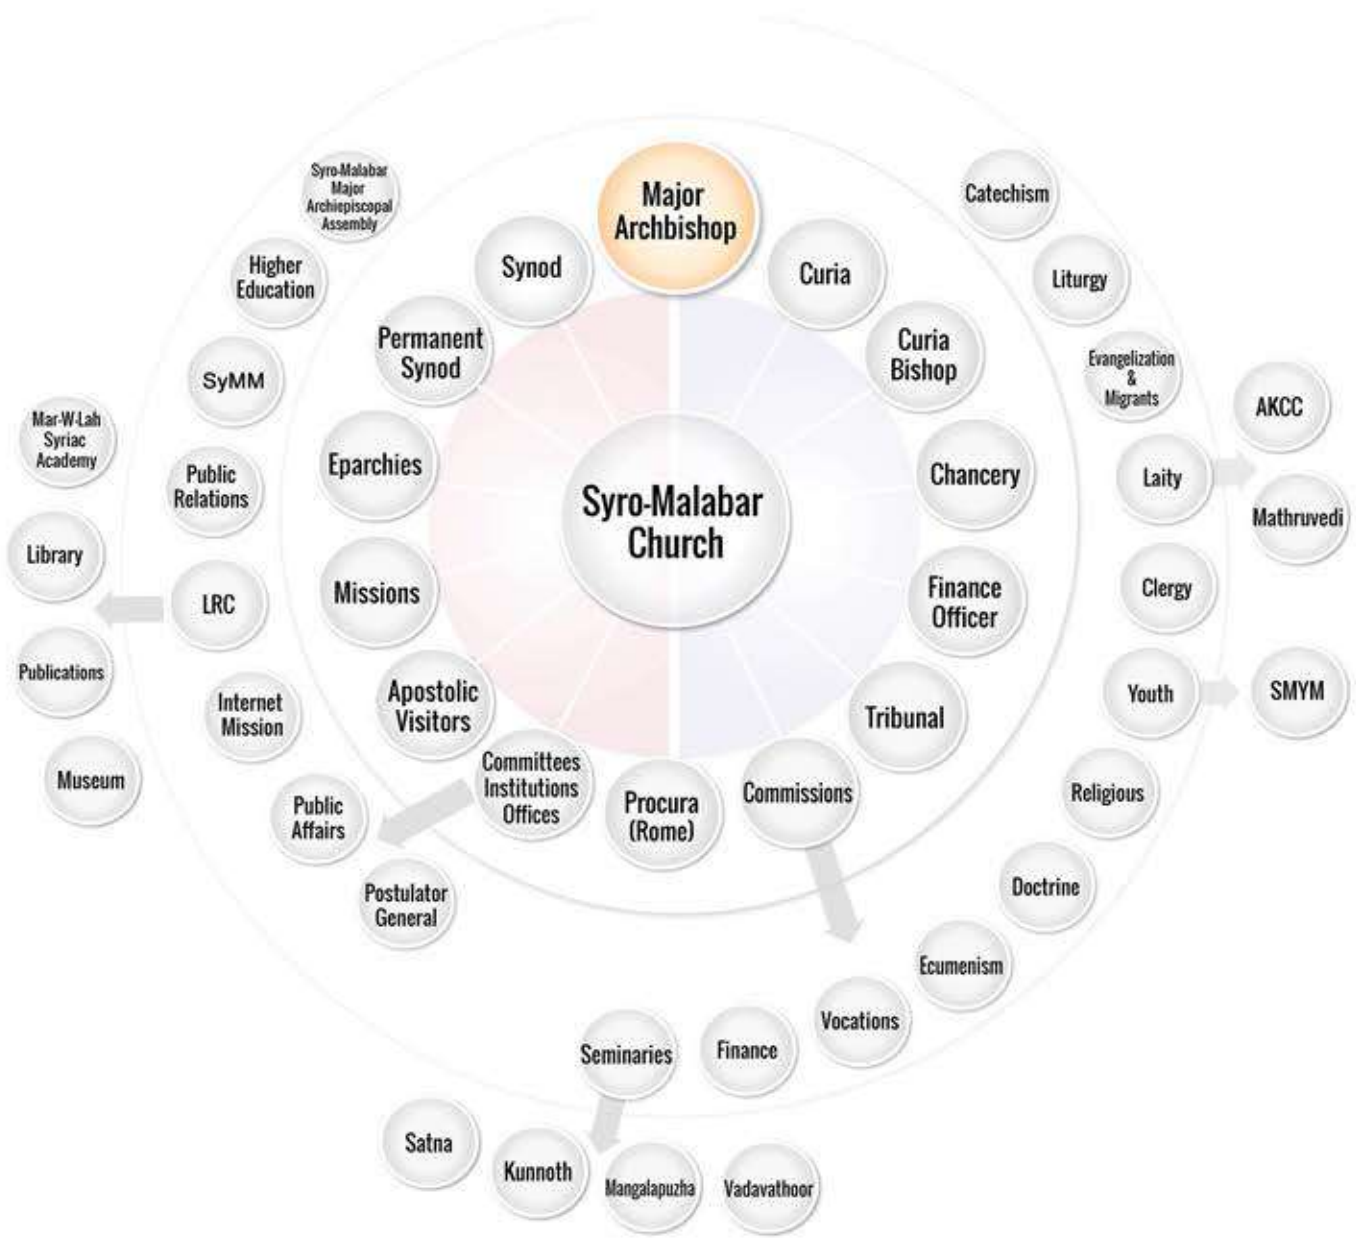 Syro-Malabar
Church
Major
Archbishop
Curia
Curia
Bishop
Chancery
Finance
Officer
Tribunal
Commissions
Procura
(Rome)
Committees
Institutions
Offices
Apostolic
Visitors
Missions
Eparchies
Permanent
Synod
Synod
Catechism
Liturgy
Evangelization
&
Migrants
Laity
AKCC
Mathruvedi
Clergy
Youth
SMYM
Religious
Doctrine
Ecumenism
Vocations
Finance
Seminaries
Satna
Kunnoth
Mangalapuzha
Vadavathoor
Syro-Malabar
Major
Archiepiscopal
Assembly
Higher
Education
SyMM
Public
Relations
LRC
Mar-W-Lah
Syriac
Academy
Library
Publications
Museum
Internet
Mission
Public
Affairs
Postulator
General